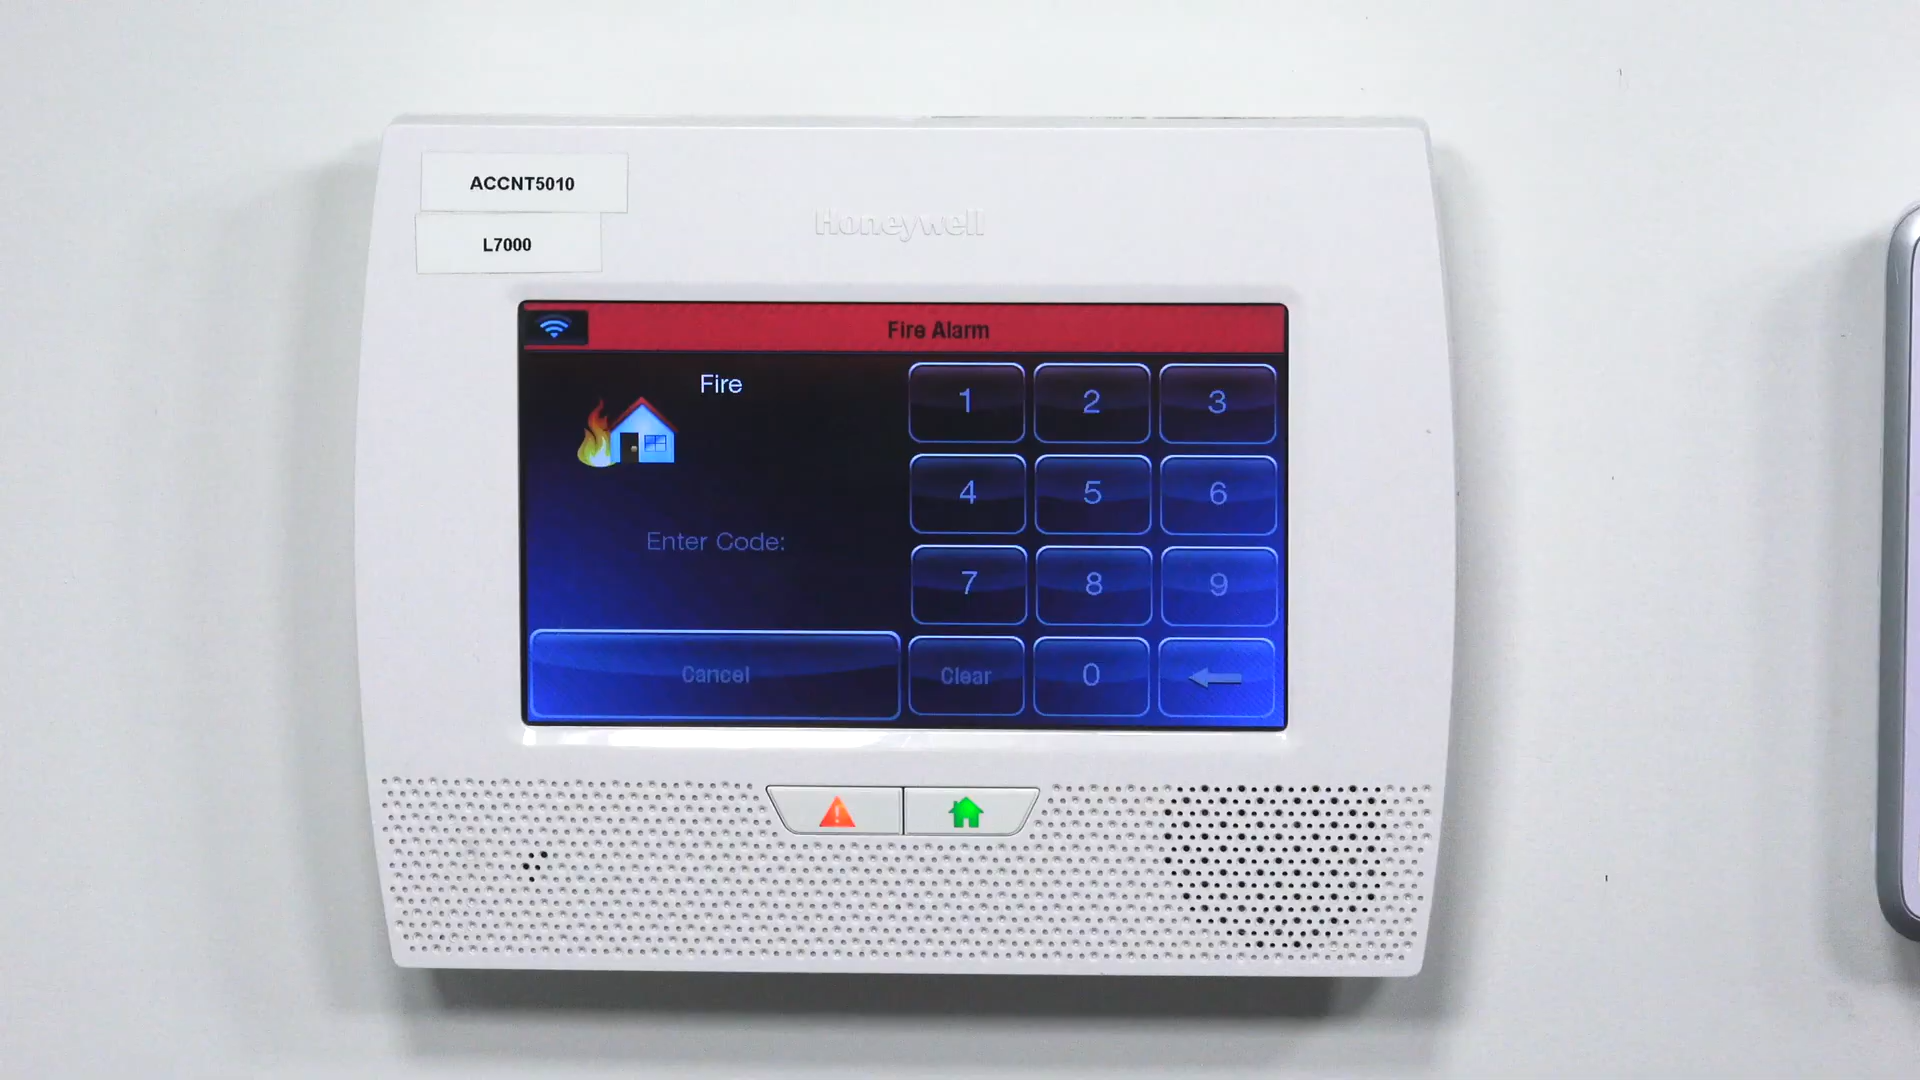 ACCNT5010
L7000
Honeywell
Fire Alarm
Fire
1 2 3
4 5 6
Enter Code:
7 8 9
Cancel Clear 0